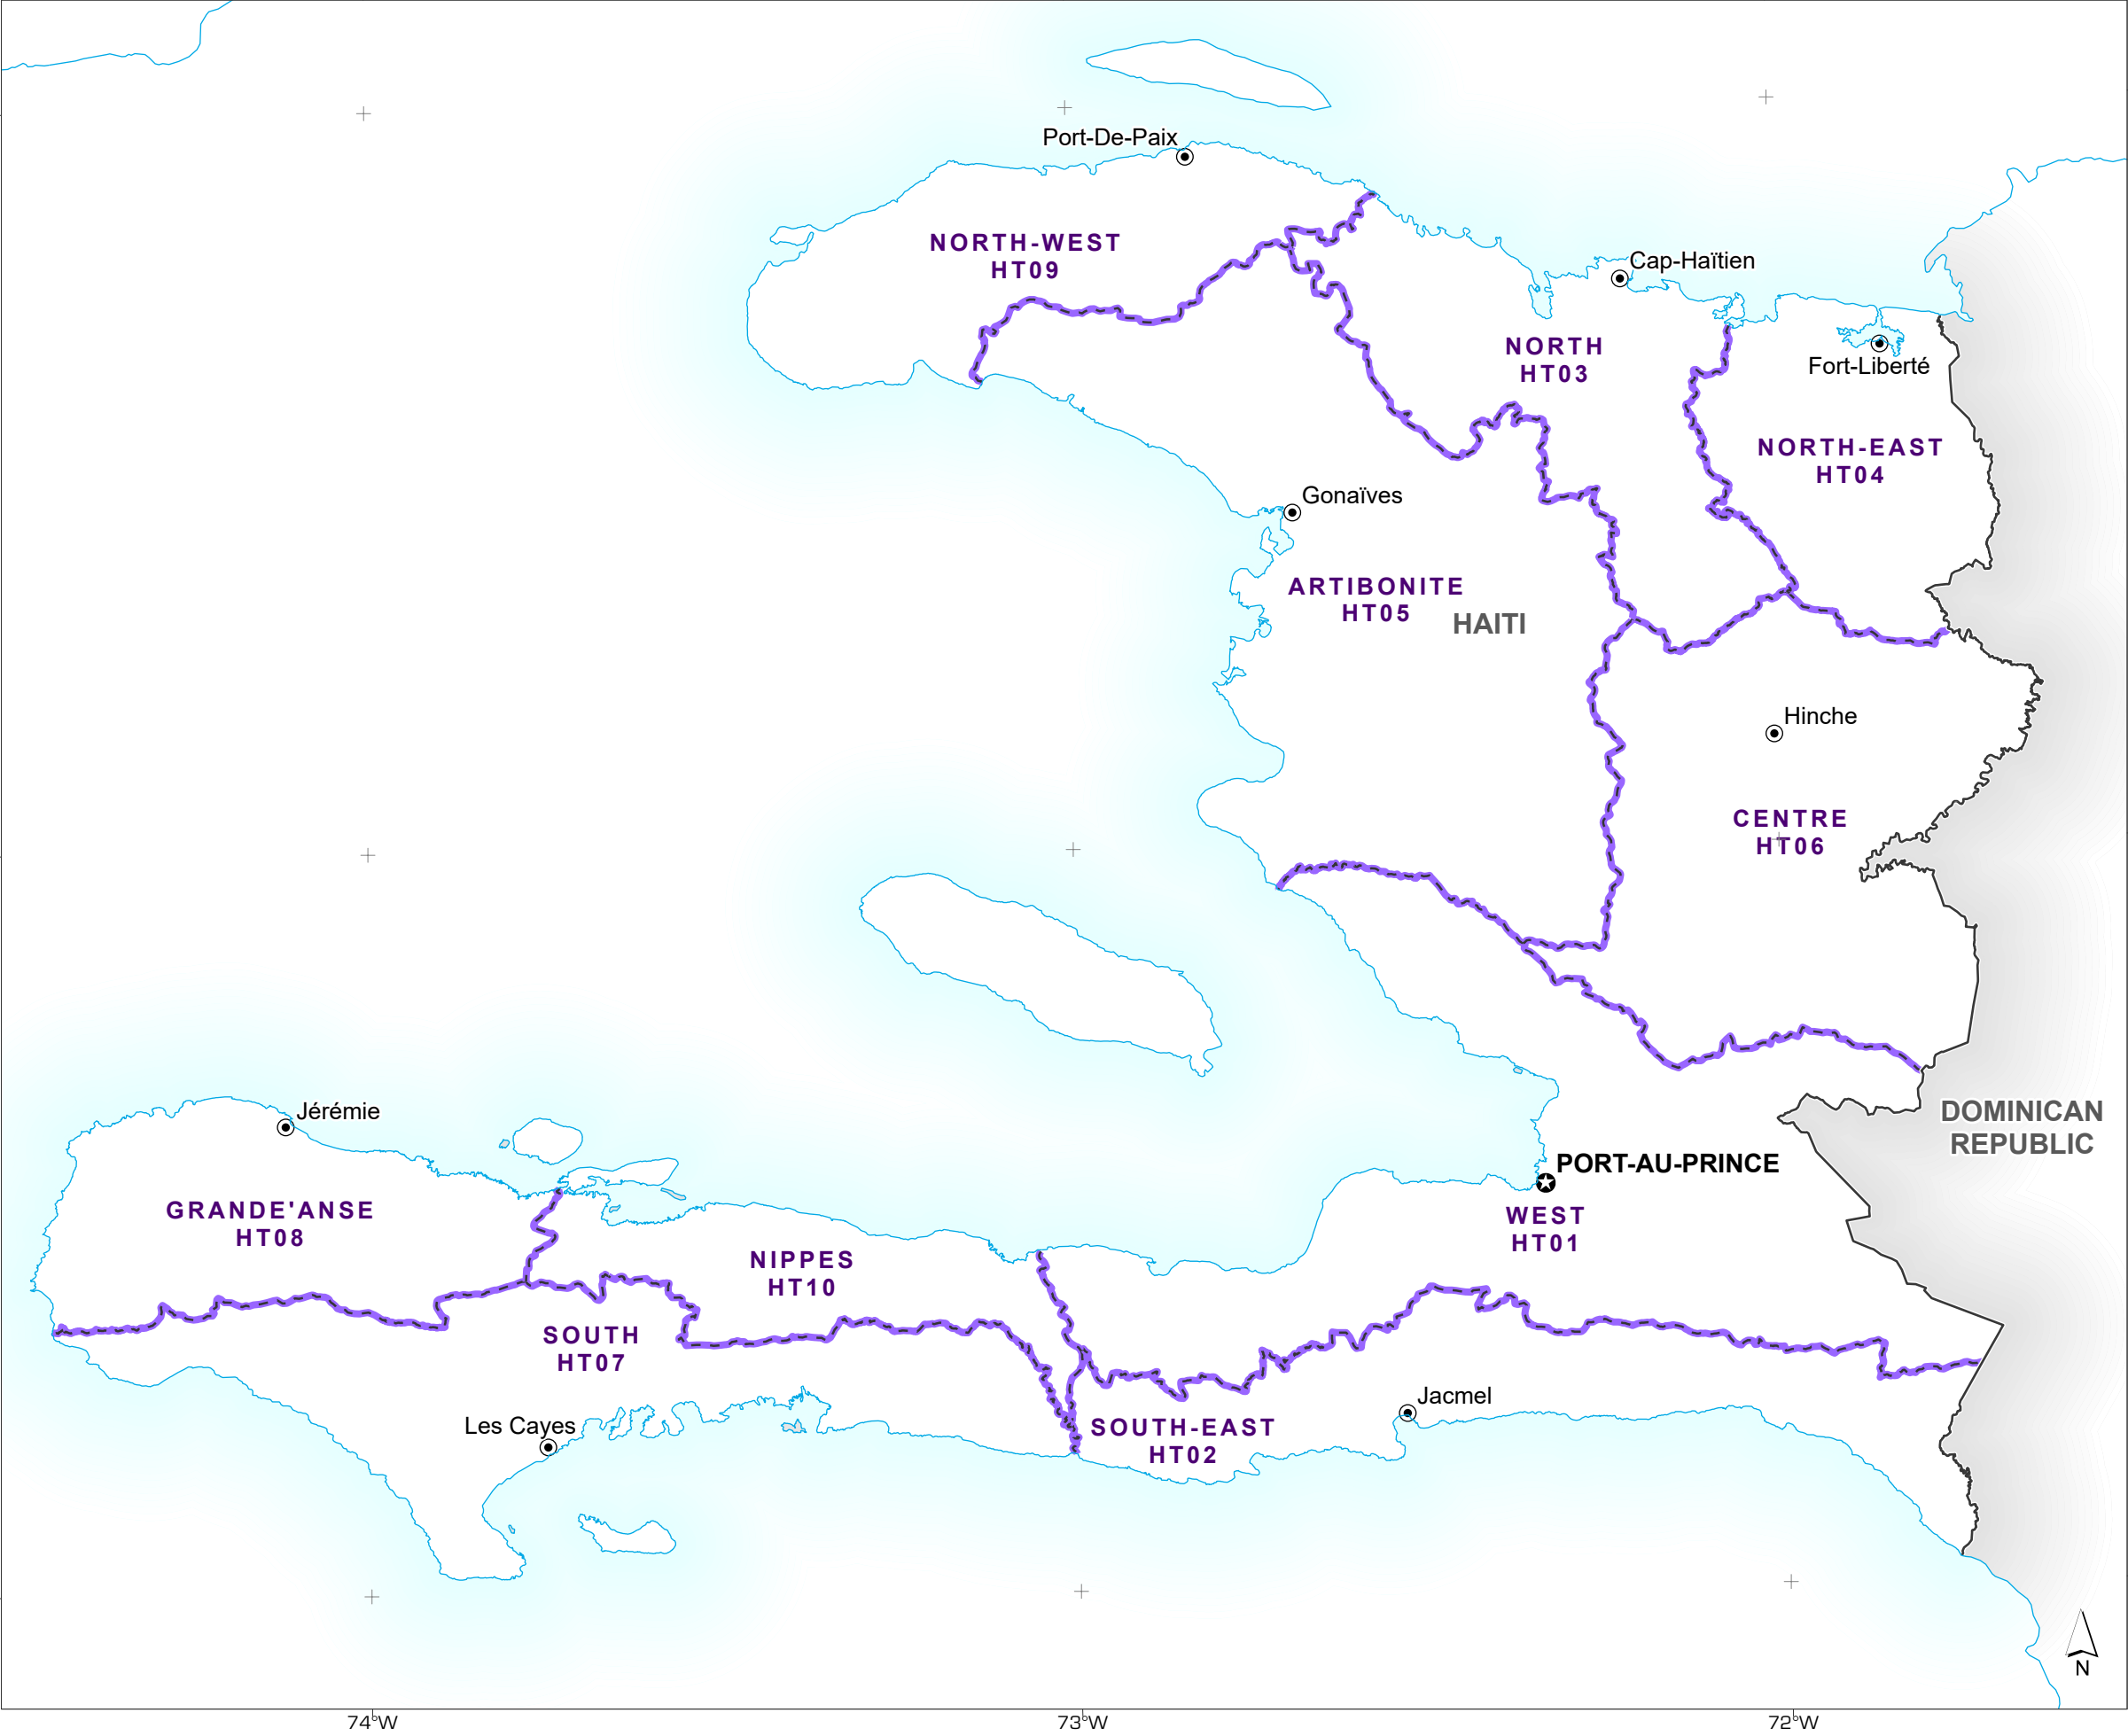 Port-De-Paix
NORTH-WEST
HT09
Cap-Haïtien
NORTH
HT03
Fort-Liberté
NORTH-EAST
HT04
Gonaïves
ARTIBONITE
HT05
HAITI
Hinche
CENTRE
HT06
Jérémie
DOMINICAN
REPUBLIC
PORT-AU-PRINCE
GRANDE'ANSE
HT08
WEST
HT01
NIPPES
HT10
SOUTH
HT07
Jacmel
Les Cayes
SOUTH-EAST
HT02
N
74°W
73°W
72°W